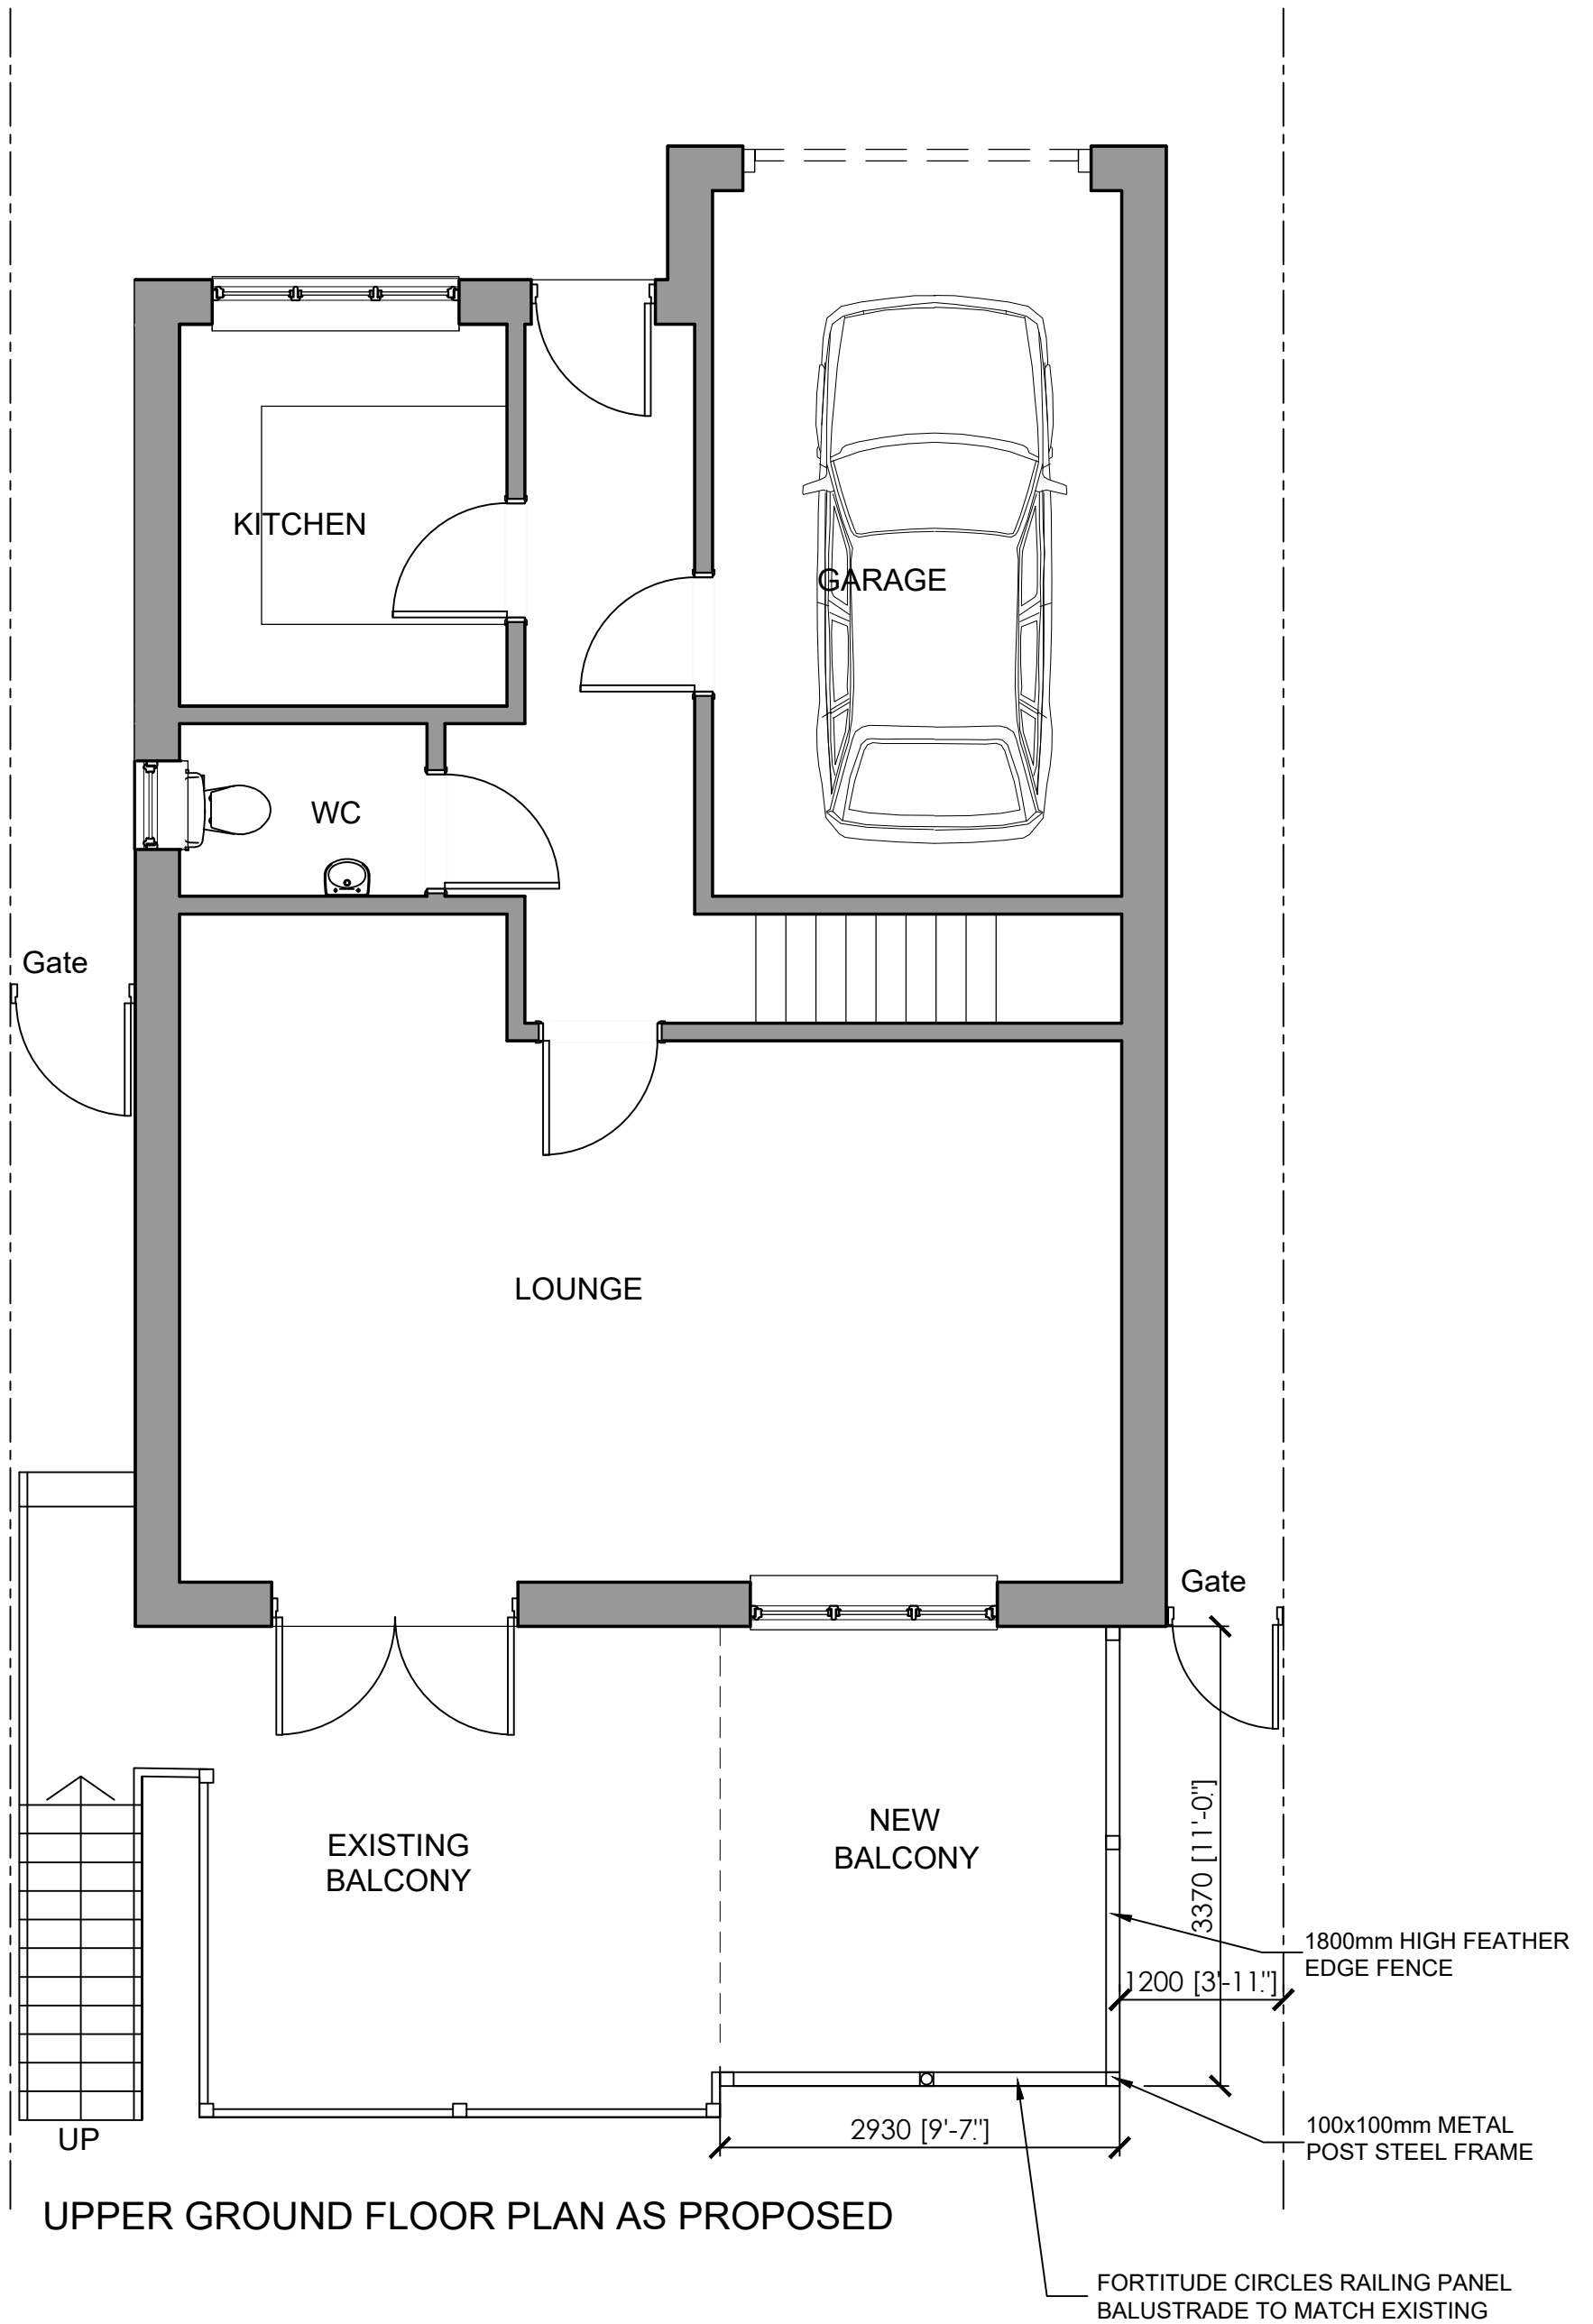 KITCHEN
GARAGE
WC
Gate
LOUNGE
Gate
EXISTING
BALCONY
NEW
BALCONY
3370 [11'-0"]
1800mm HIGH FEATHER
EDGE FENCE
1200 [3'-11"]
2930 [9'-7"]
100x100mm METAL
POST STEEL FRAME
UP
UPPER GROUND FLOOR PLAN AS PROPOSED
FORTITUDE CIRCLES RAILING PANEL
BALUSTRADE TO MATCH EXISTING